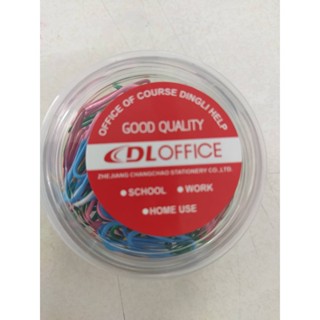 OFFICE OF COURSE DINGLI HELP
GOOD QUALITY
DLOFFICE
ZHEJIANG CHANGCHAO STATIONERY CO.,LTD.
SCHOOL WORK
HOME USE